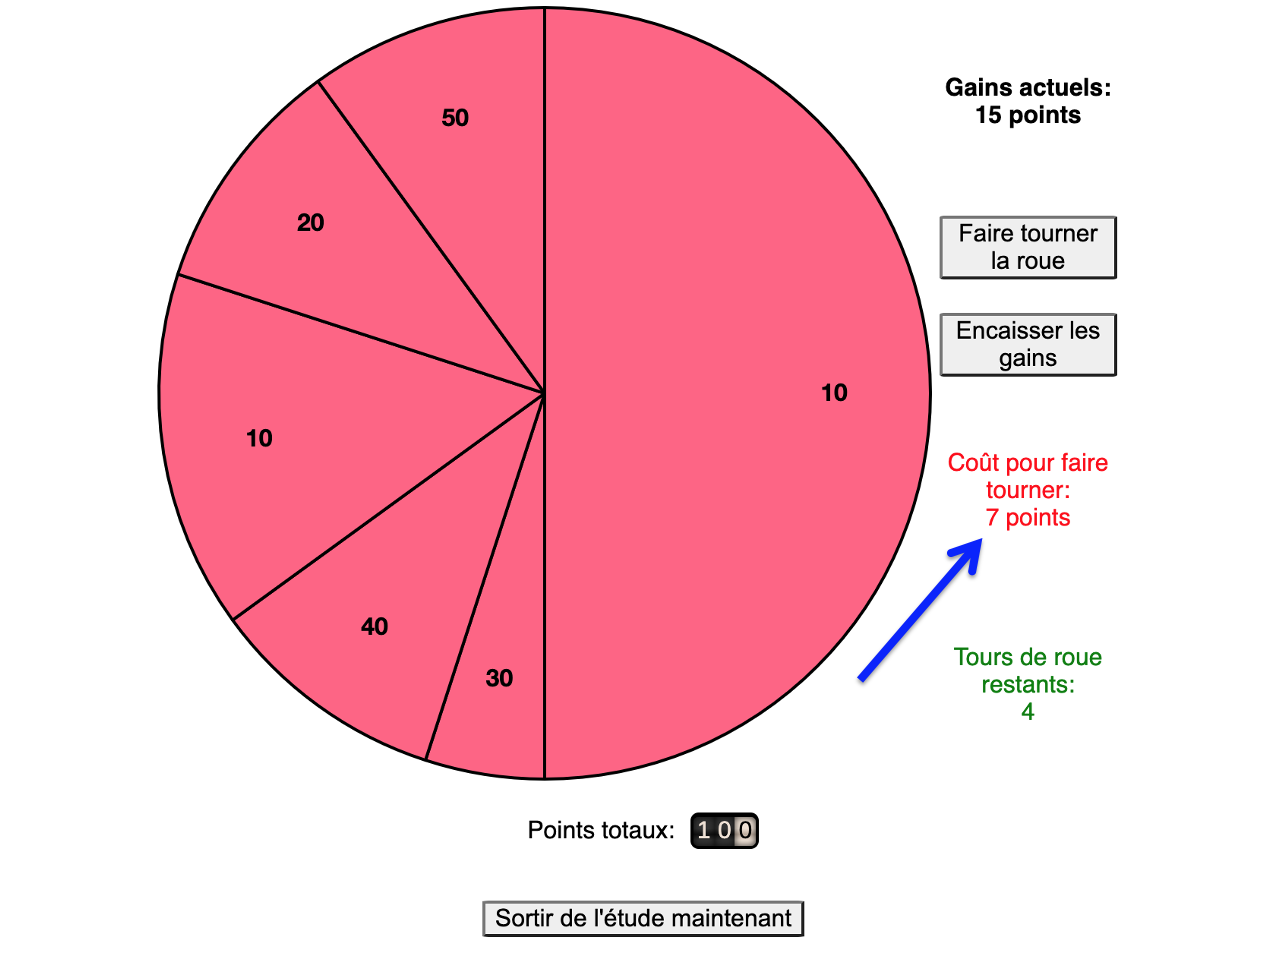 50
20
10
40
30
10
Gains actuels:
15 points
Faire tourner
la roue
Encaisser les
gains
Coût pour faire
tourner:
7 points
Tours de roue
restants:
4
Points totaux: 100
Sortir de l'étude maintenant